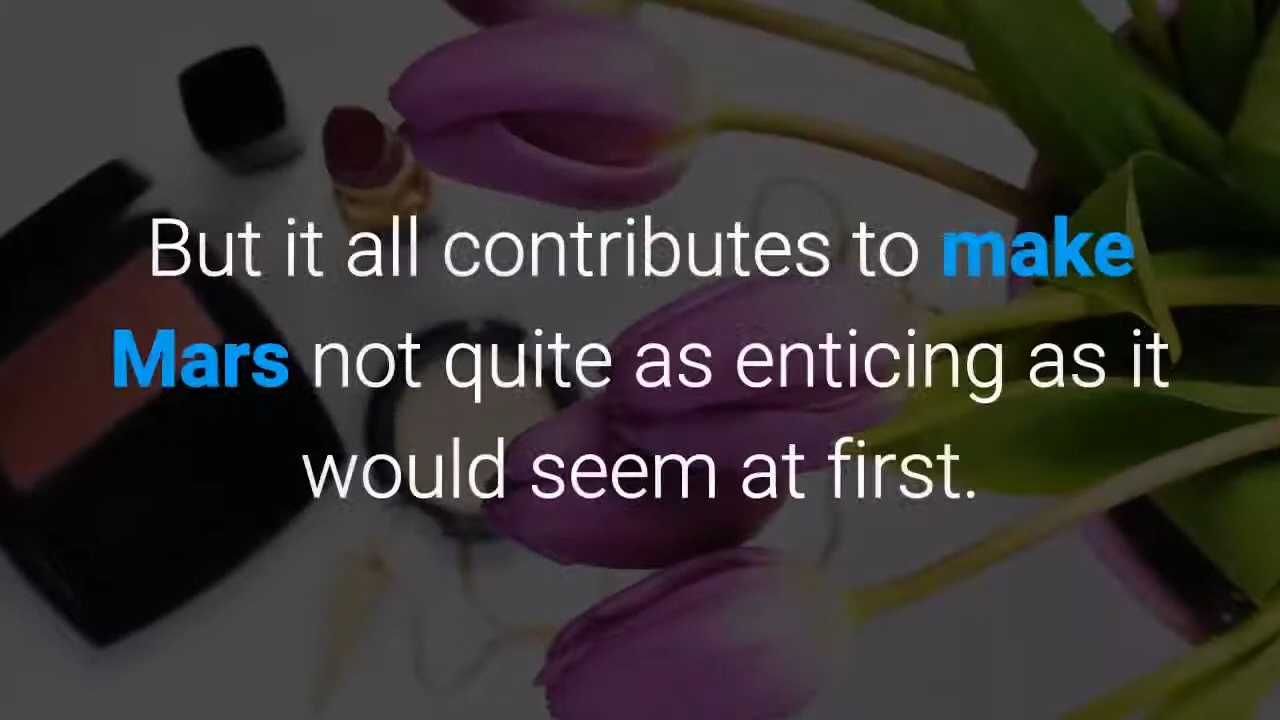 But it all contributes to make
Mars not quite as enticing as it
would seem at first.